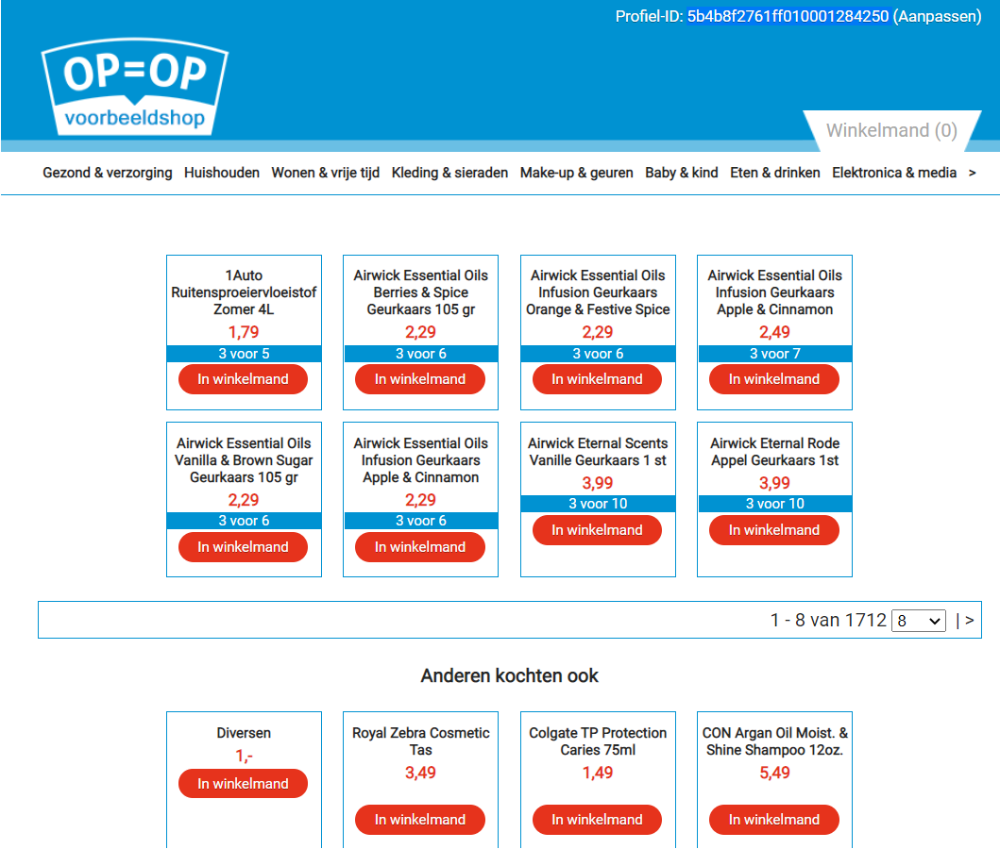 Profiel-ID: 5b4b8f2761ff010001284250 (Aanpassen)
OP=OP
voorbeeldshop
Winkelmand (0)
Gezond & verzorging Huishouden Wonen & vrije tijd Kleding & sieraden Make-up & geuren Baby & kind Eten & drinken Elektronica & media >
1Auto
Ruitensproeiervloeistof
Zomer 4L
1,79
3 voor 5
In winkelmand
Airwick Essential Oils
Berries & Spice
Geurkaars 105 gr
2,29
3 voor 6
In winkelmand
Airwick Essential Oils
Infusion Geurkaars
Orange & Festive Spice
2,29
3 voor 6
In winkelmand
Airwick Essential Oils
Infusion Geurkaars
Apple & Cinnamon
2,49
3 voor 7
In winkelmand
Airwick Essential Oils
Vanilla & Brown Sugar
Geurkaars 105 gr
2,29
3 voor 6
In winkelmand
Airwick Essential Oils
Infusion Geurkaars
Apple & Cinnamon
2,29
3 voor 6
In winkelmand
Airwick Eternal Scents
Vanille Geurkaars 1 st
3,99
3 voor 10
In winkelmand
Airwick Eternal Rode
Appel Geurkaars 1st
3,99
3 voor 10
In winkelmand
1 - 8 van 1712 8 | >
Anderen kochten ook
Diversen
1,-
In winkelmand
Royal Zebra Cosmetic
Tas
3,49
In winkelmand
Colgate TP Protection
Caries 75ml
1,49
In winkelmand
CON Argan Oil Moist. &
Shine Shampoo 12oz.
5,49
In winkelmand